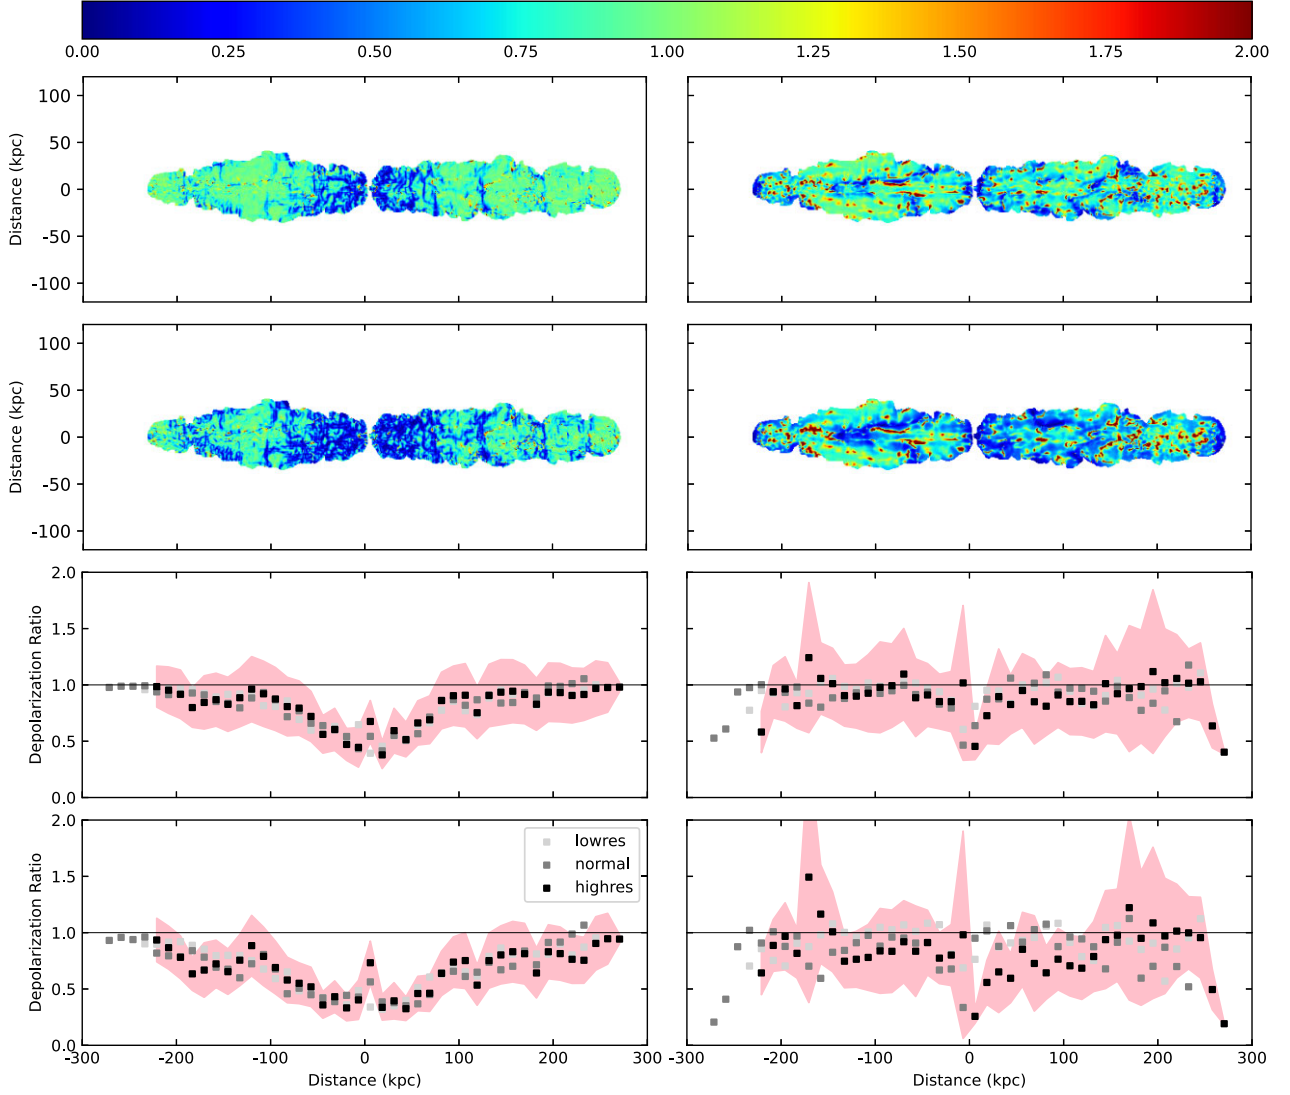 0.00 0.25 0.50 0.75 1.00 1.25 1.50 1.75 2.00
100
50
0
-50
-100
Distance (kpc)
100
50
0
-50
-100
Distance (kpc)
2.0
1.5
1.0
0.5
0.0
Depolarization Ratio
2.0
1.5
1.0
0.5
0.0
Depolarization Ratio
lowres
normal
highres
-200 -100 0 100 200 300
Distance (kpc)
-300 -200 -100 0 100 200 300
Distance (kpc)